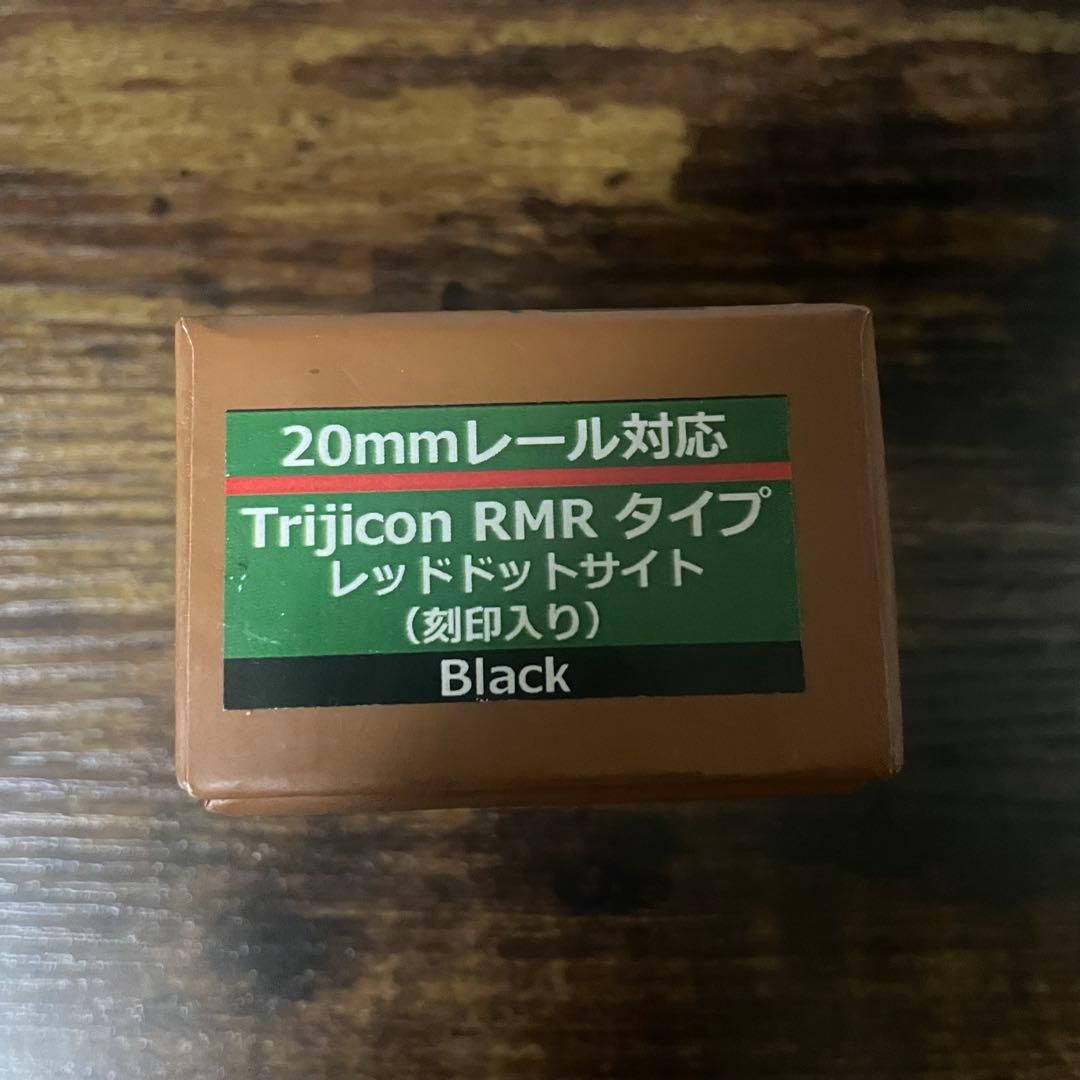 20mmレール対応
Trijicon RMR タイプ
レッドドットサイト
（刻印入り）
Black